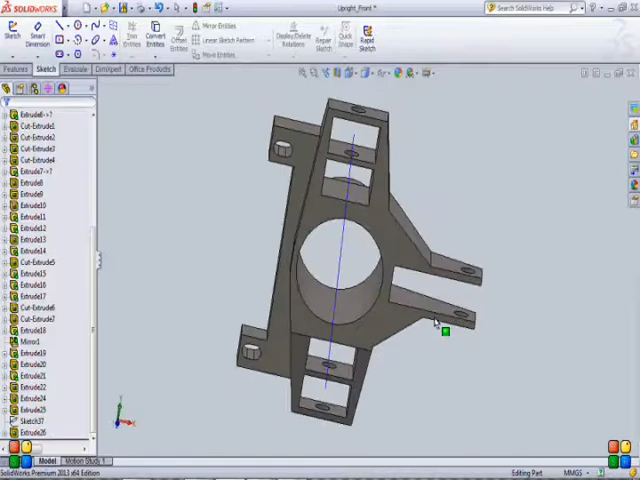 SOLIDWORKS
Upright_Front *
Search SolidWorks Help
Sketch
Smart Dimension
Trim Entities
Convert Entities
Offset Entities
Mirror Entities
Linear Sketch Pattern
Move Entities
Display/Delete Relations
Repair Sketch
Quick Snaps
Rapid Sketch
Features
Sketch
Evaluate
DimXpert
Office Products
Extrude6->?
Cut-Extrude1
Cut-Extrude2
Cut-Extrude3
Cut-Extrude4
Extrude7->?
Extrude8
Extrude9
Extrude10
Extrude11
Extrude12
Extrude13
Extrude14
Cut-Extrude5
Extrude15
Extrude16
Extrude17
Cut-Extrude6
Cut-Extrude7
Extrude18
Mirror1
Extrude19
Extrude20
Extrude21
Extrude22
Extrude24
Extrude25
Sketch37
Extrude26
Model
Motion Study 1
SolidWorks Premium 2013 x64 Edition
Editing Part
MMGS